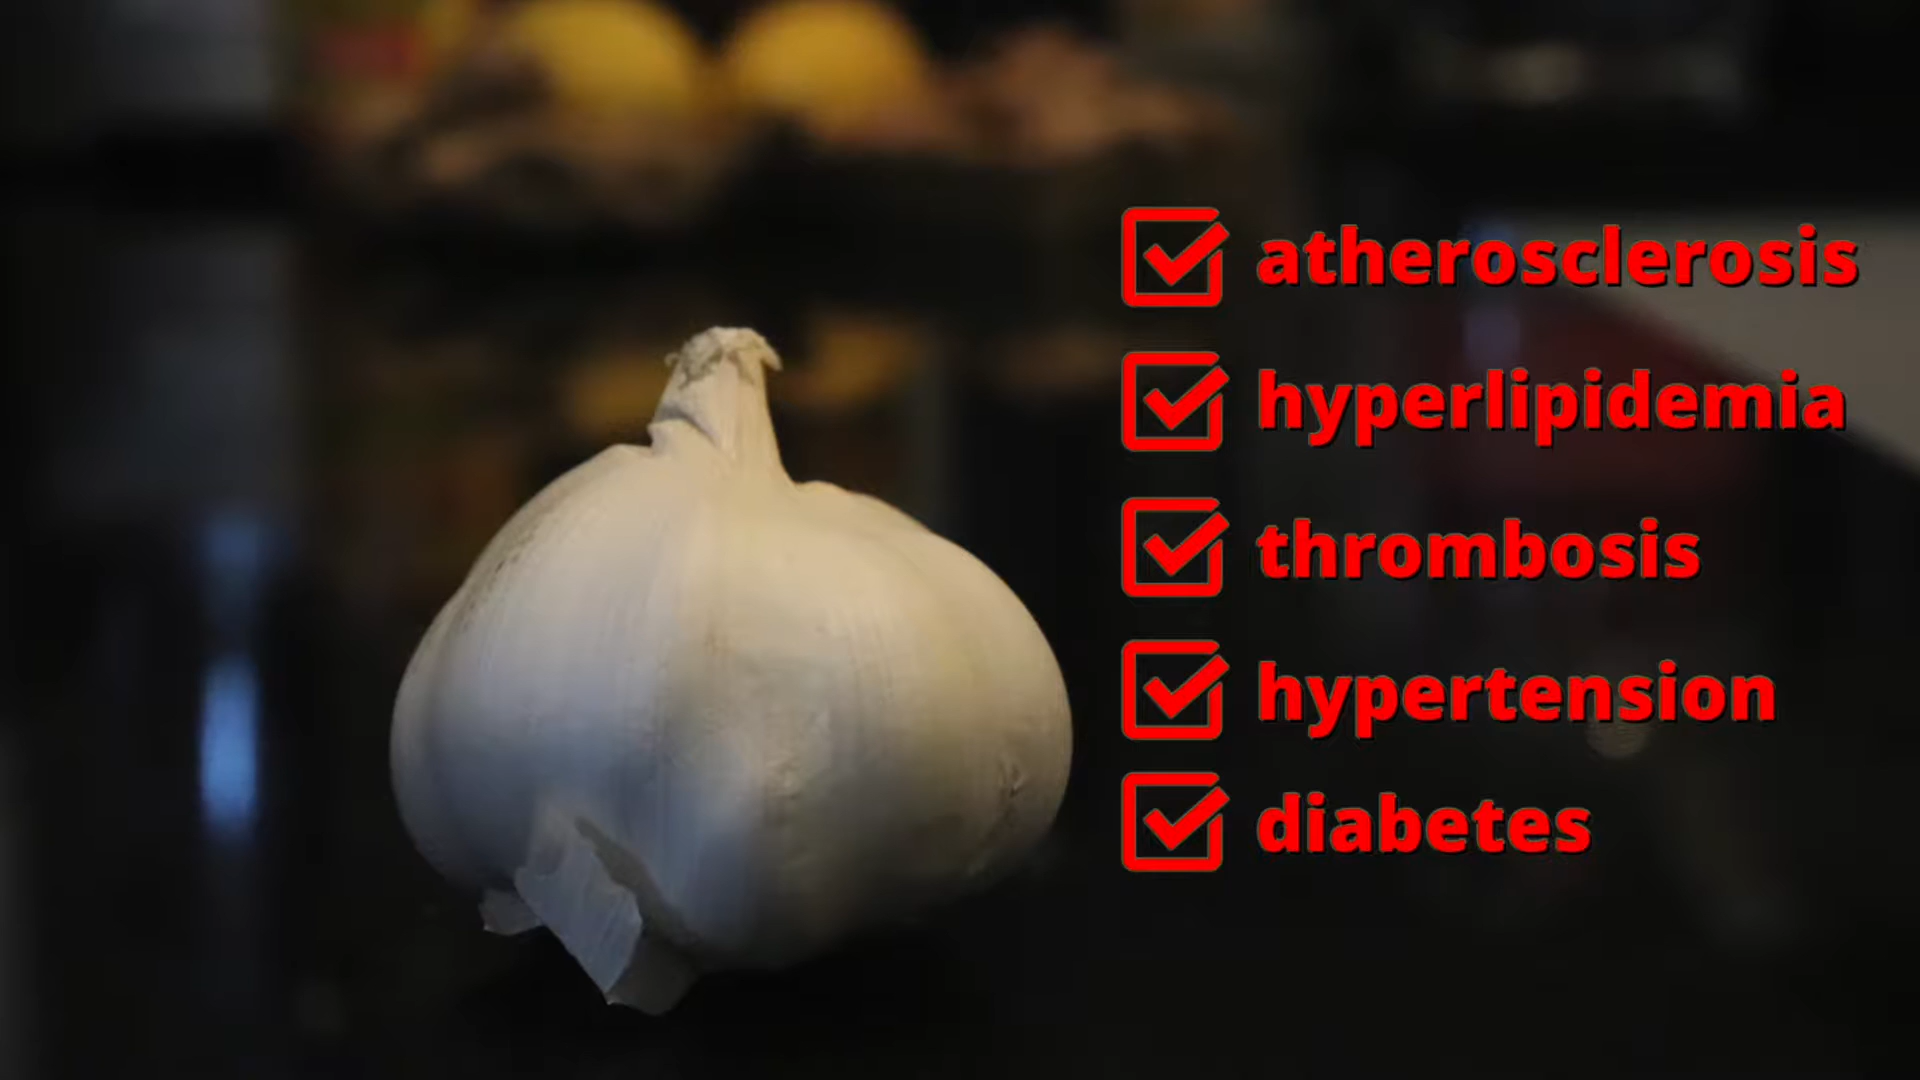 atherosclerosis
hyperlipidemia
thrombosis
hypertension
diabetes